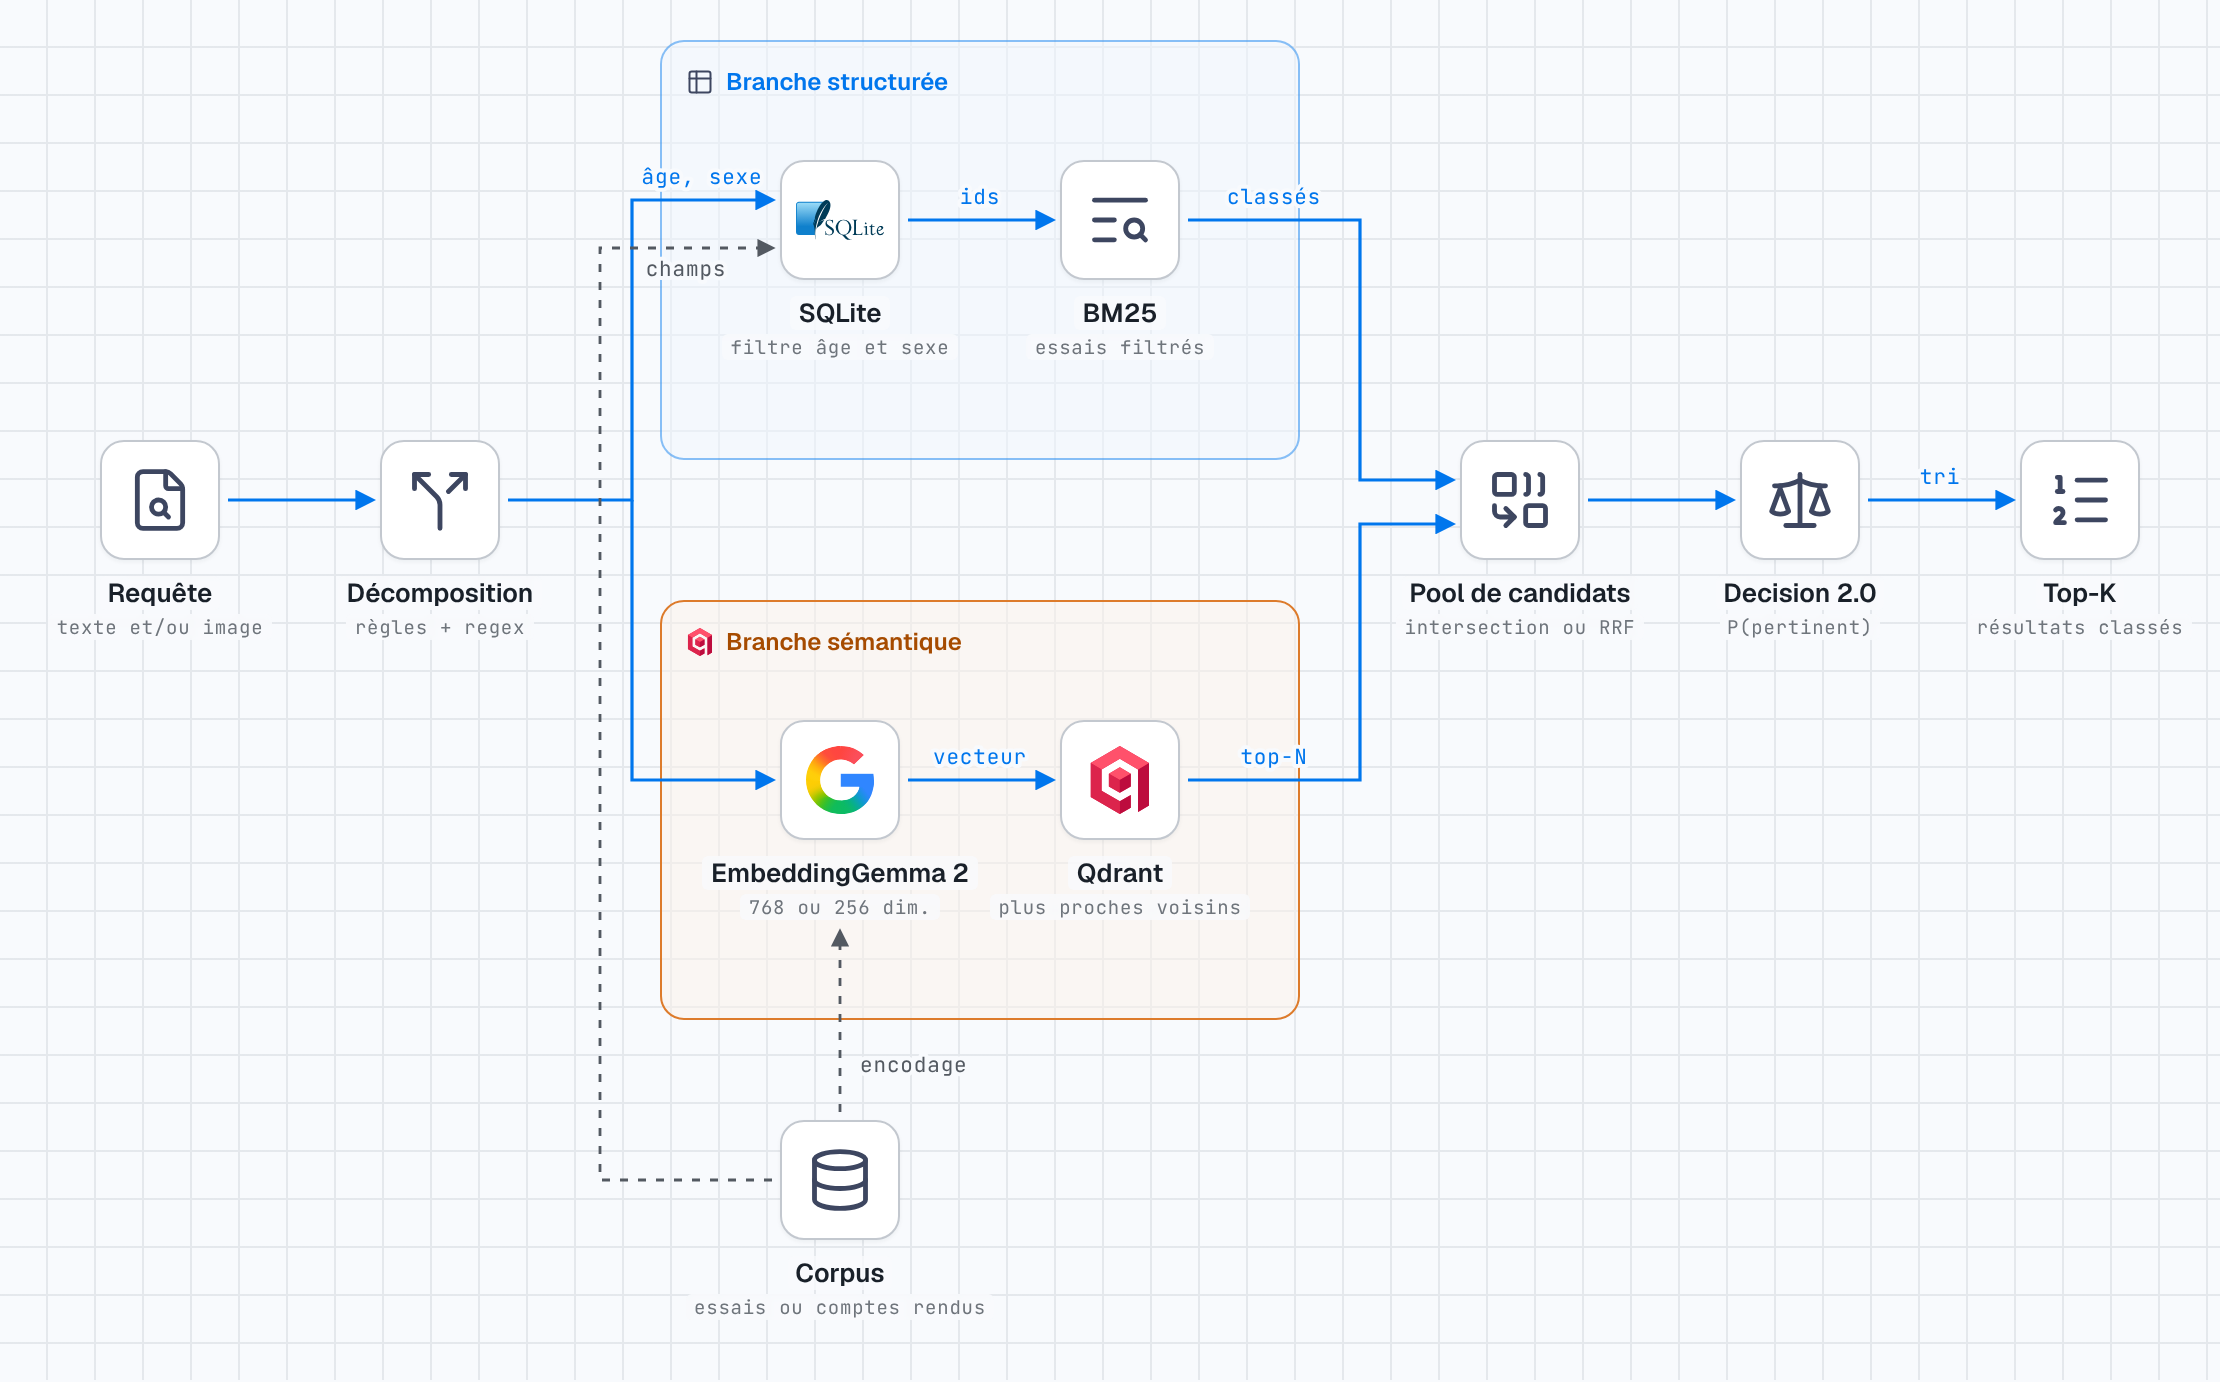 Branche structurée
âge, sexe
ids
classés
champs
SQLite
SQLite
filtre âge et sexe
BM25
essais filtrés
tri
Requête
texte et/ou image
Décomposition
règles + regex
Pool de candidats
intersection ou RRF
Decision 2.0
P(pertinent)
Top-K
résultats classés
Branche sémantique
vecteur
top-N
EmbeddingGemma 2
768 ou 256 dim.
Qdrant
plus proches voisins
encodage
Corpus
essais ou comptes rendus